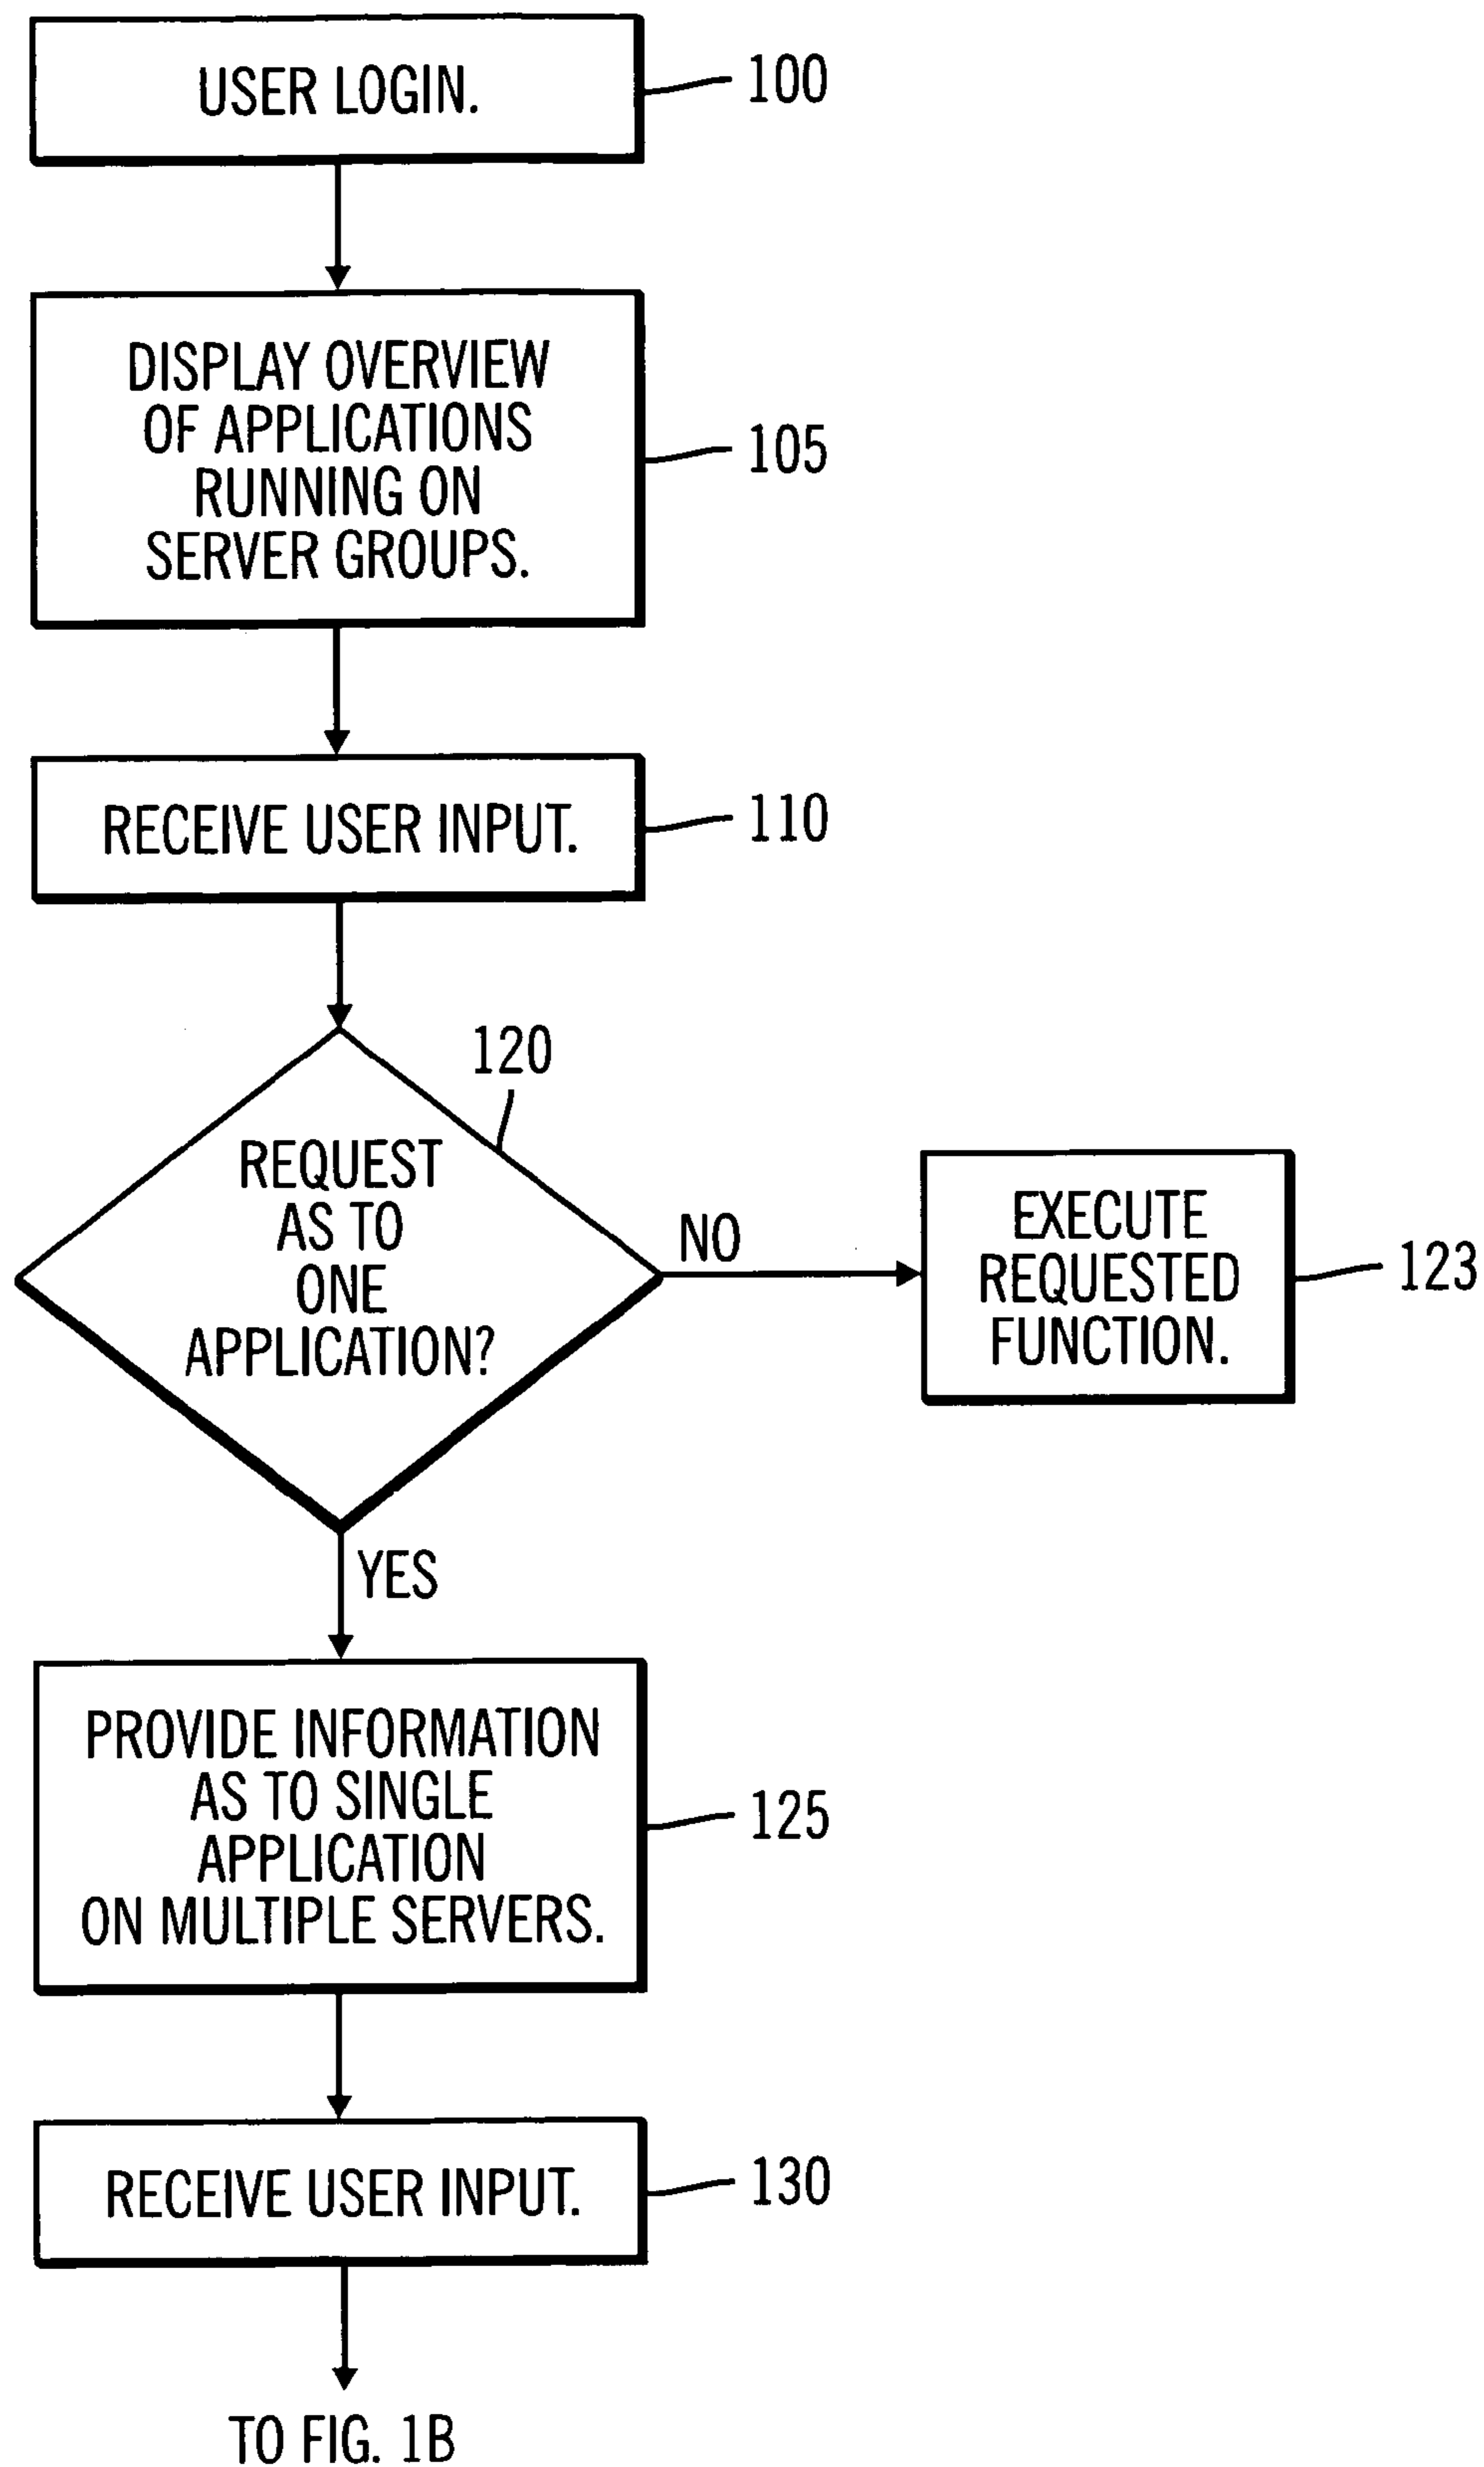 USER LOGIN.
100
DISPLAY OVERVIEW
OF APPLICATIONS
RUNNING ON
SERVER GROUPS.
105
RECEIVE USER INPUT.
110
120
REQUEST
AS TO
ONE
APPLICATION?
NO
EXECUTE
REQUESTED
FUNCTION.
123
YES
PROVIDE INFORMATION
AS TO SINGLE
APPLICATION
ON MULTIPLE SERVERS.
125
RECEIVE USER INPUT.
130
TO FIG. 1B